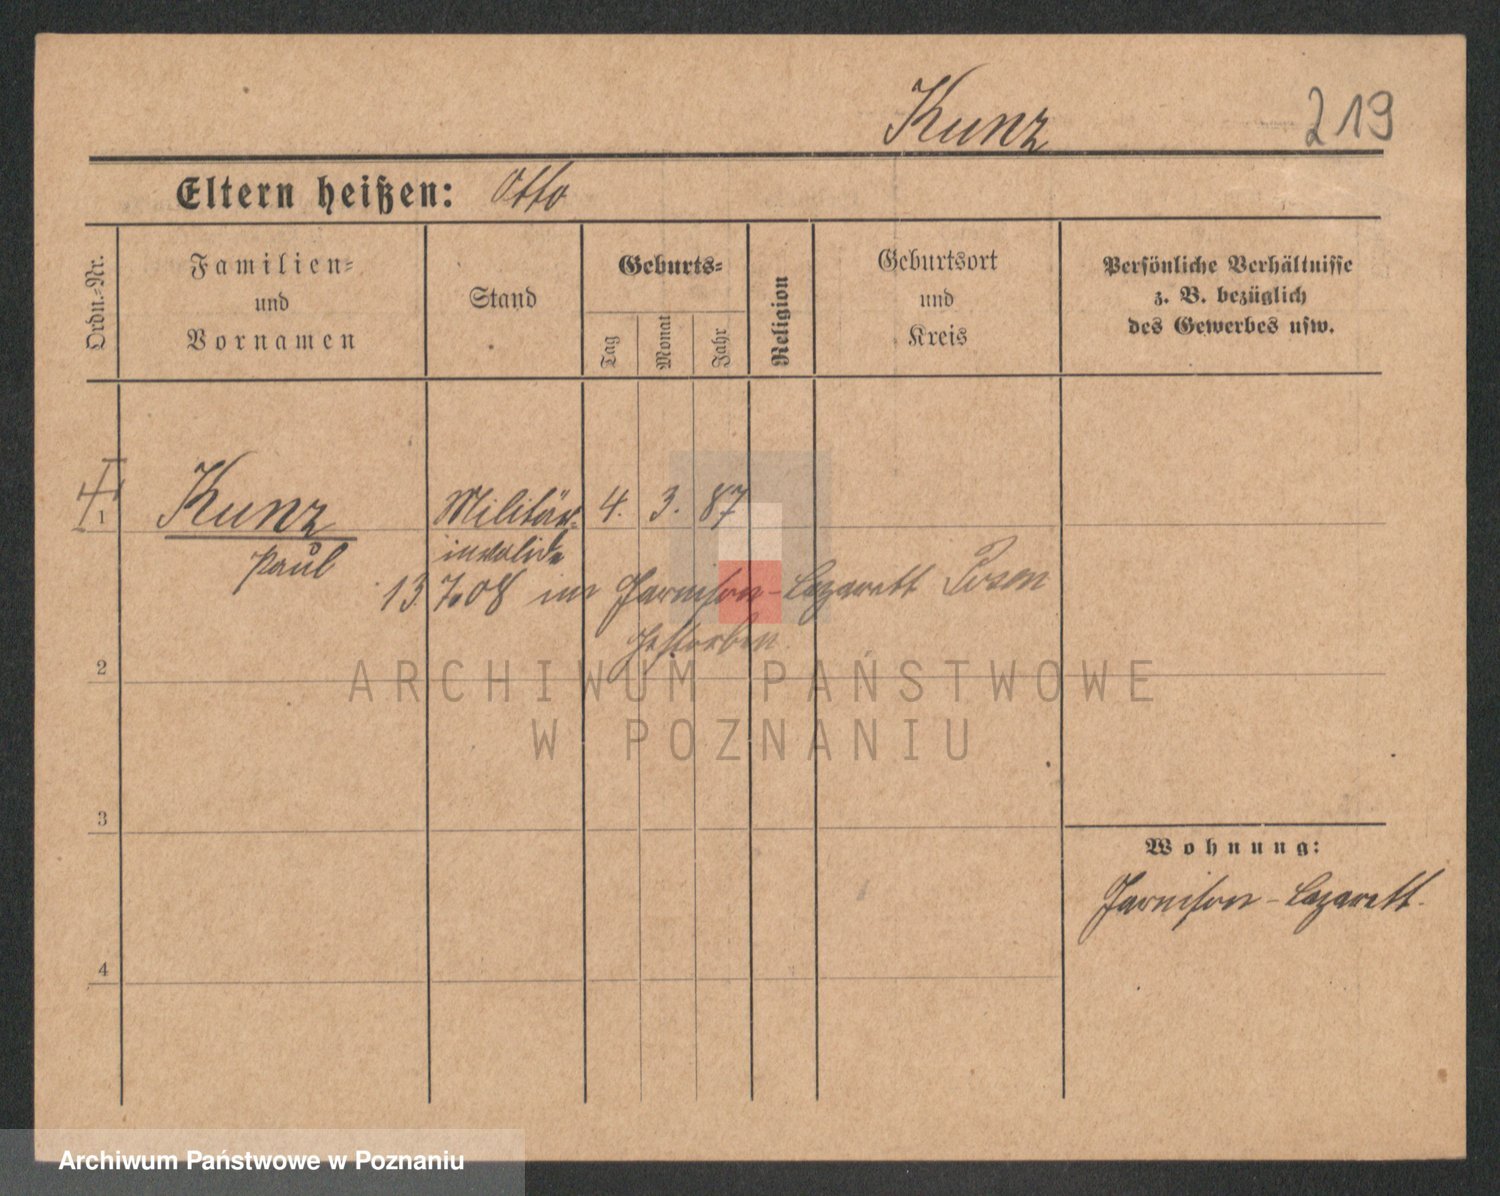 Kunz 219
Eltern heißen: Otto
Ordn.-Nr.
Familien-
und
Vornamen
Stand
Geburts-
Tag
Monat
Jahr
Religion
Geburtsort
und
Kreis
Persönliche Verhältnisse
z. B. bezüglich
des Gewerbes usw.
1 Kunz Militär- 4. 3. 87
Paul invalide
13.7.08 im Garnison-Lazarett Posen
gestorben.
2
ARCHIWUM PAŃSTWOWE
W POZNANIU
3
Wohnung:
Garnison-Lazarett.
4
Archiwum Państwowe w Poznaniu